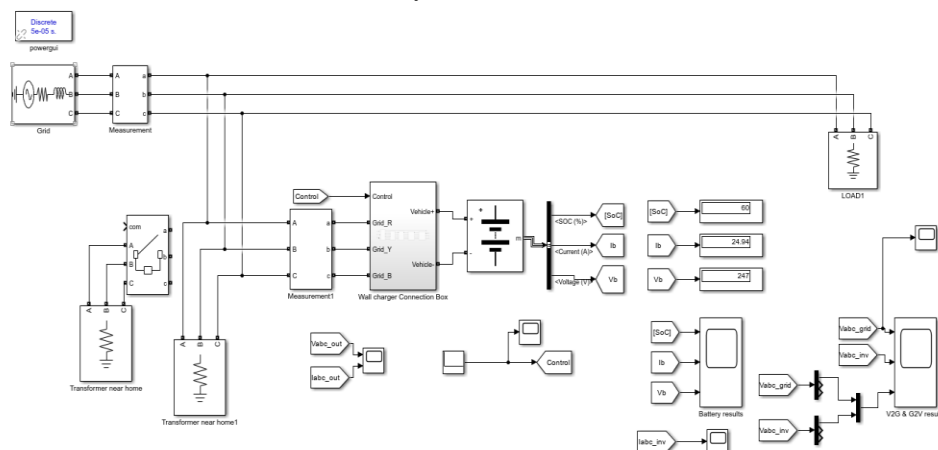 Discrete
5e-05 s.
powergui
A
B
C
Grid
A
B
C
a
b
c
Measurement
A
B
C
LOAD1
com
A
B
C
a
b
c
A
B
C
Transformer near home
A
B
C
Transformer near home1
Control
A
B
C
a
b
c
Measurement1
Control
Grid_R
Grid_Y
Grid_B
Vehicle+
Vehicle-
Wall charger Connection Box
+
+
-
m
<SOC (%)>
<Current (A)>
<Voltage (V)>
[SoC]
Ib
Vb
[SoC]
60
Ib
24.94
Vb
247
Vabc_out
Iabc_out
Control
[SoC]
Ib
Vb
Battery results
Iabc_inv
Vabc_grid
Vabc_inv
Vabc_grid
Vabc_inv
V2G & G2V resu